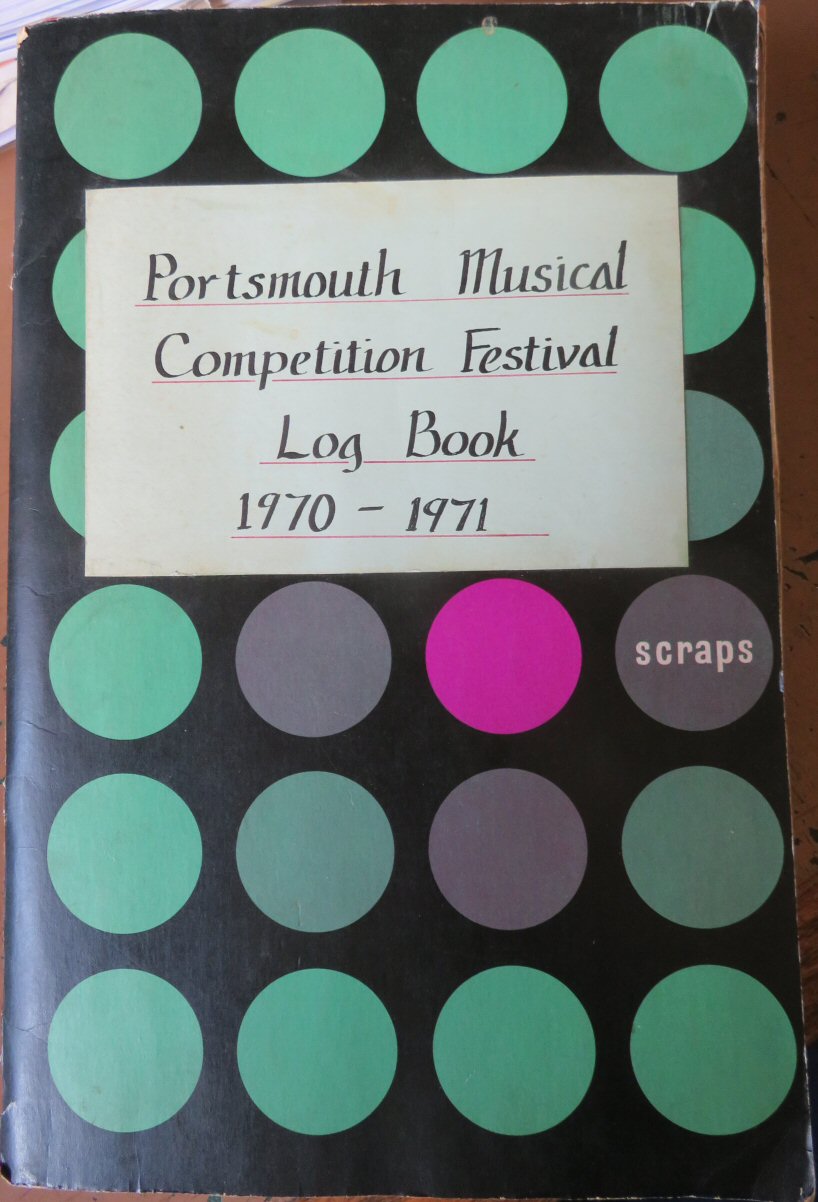 Portsmouth Musical
Competition Festival
Log Book
1970 - 1971
scraps